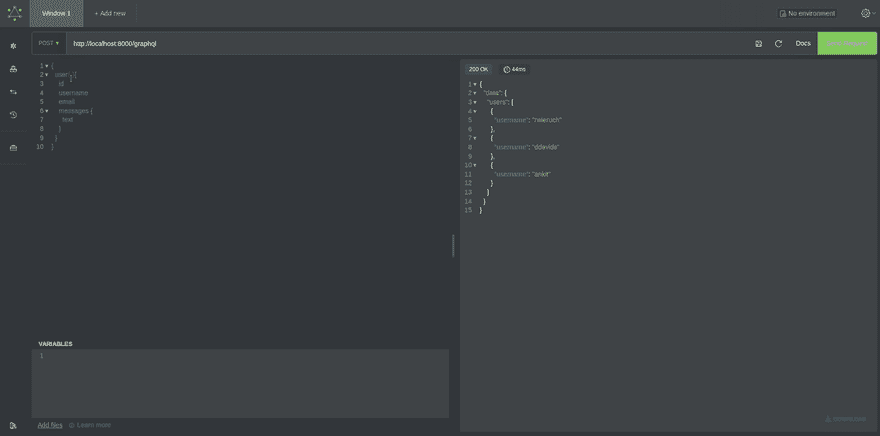 Window 1
+ Add new
No environment
POST
http://localhost:8000/graphql
Docs
1 {
2 {
3 id
4 username
5 email
6 messages {
7 text
8 }
9 }
10 }
200 OK
44ms
1 {
2 "data": {
3 "users": [
4 {
5 "username": "rwieruch"
6 },
7 {
8 "username": "ddavids"
9 },
10 {
11 "username": "ankit"
12 }
13 ]
14 }
15 }
VARIABLES
1
Add files
Learn more